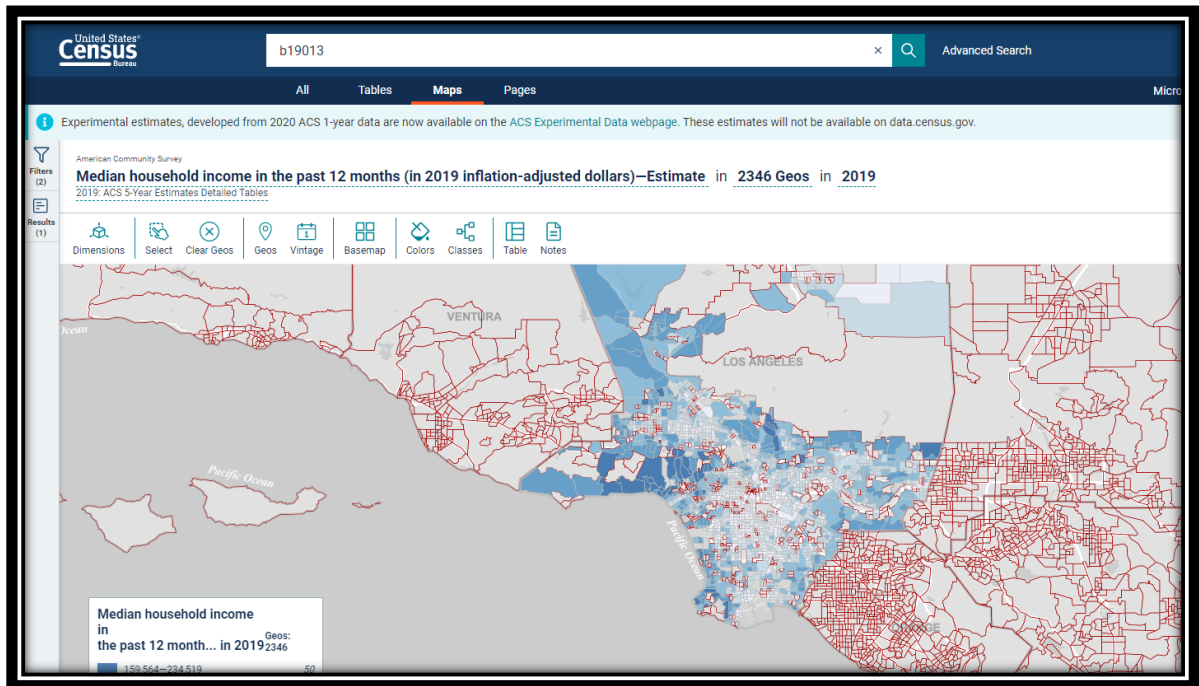 United States®
Census
Bureau
b19013
×
Advanced Search
All Tables Maps Pages
Micro
Experimental estimates, developed from 2020 ACS 1-year data are now available on the ACS Experimental Data webpage. These estimates will not be available on data.census.gov.
Filters
(2)
Results
(1)
American Community Survey
Median household income in the past 12 months (in 2019 inflation-adjusted dollars)—Estimate in 2346 Geos in 2019
2019: ACS 5-Year Estimates Detailed Tables
Dimensions Select Clear Geos Geos Vintage Basemap Colors Classes Table Notes
Ocean
VENTURA
LOS ANGELES
Pacific Ocean
Pacific Ocean
ORANGE
Median household income
in
the past 12 month... in 2019
Geos:
2346
159,564–234,519 50